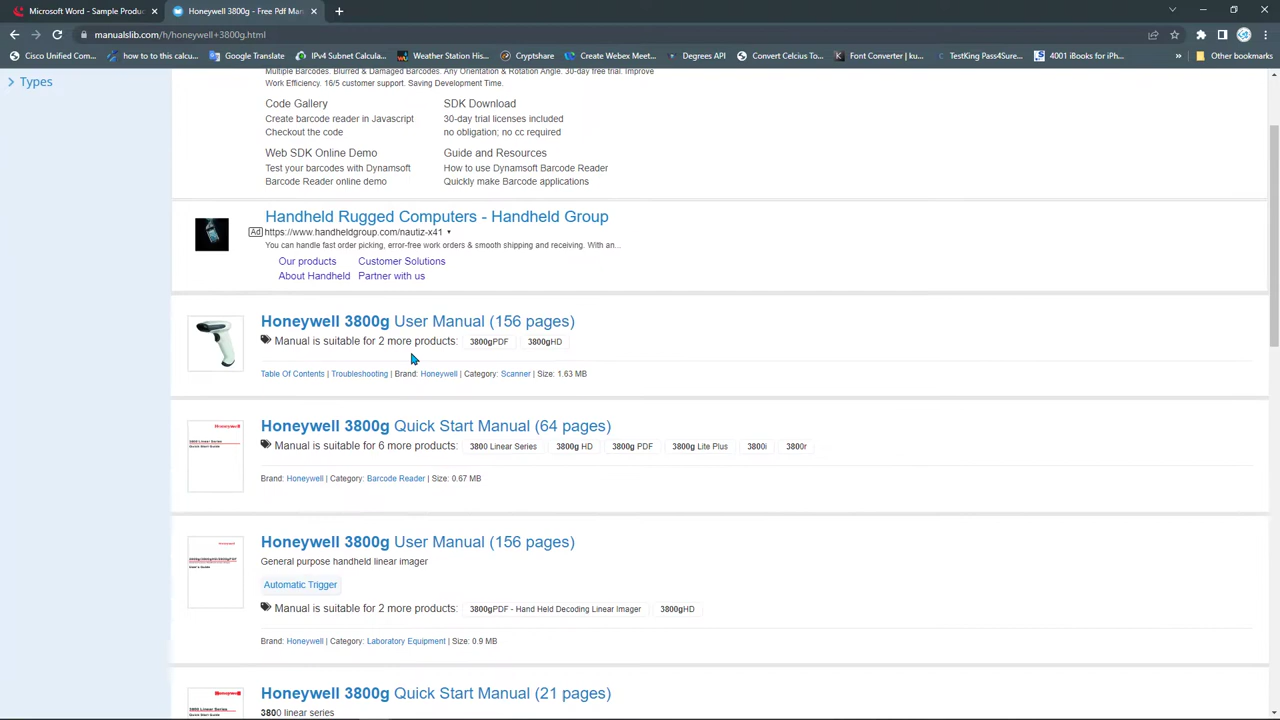 Microsoft Word - Sample Produc
Honeywell 3800g - Free Pdf Man
manualslib.com/h/honeywell+3800g.html
Cisco Unified Com...
how to to calculate...
Google Translate
IPv4 Subnet Calcula...
Weather Station His...
Cryptshare
Create Webex Meet...
Degrees API
Convert Celcius To...
Font Converter | ku...
TestKing Pass4Sure...
4001 iBooks for iPh...
»
Other bookmarks
Types
Multiple Barcodes. Blurred & Damaged Barcodes. Any Orientation & Rotation Angle. 30-day free trial. Improve
Work Efficiency. 16/5 customer support. Saving Development Time.
Code Gallery
Create barcode reader in Javascript
Checkout the code
SDK Download
30-day trial licenses included
no obligation; no cc required
Web SDK Online Demo
Test your barcodes with Dynamsoft
Barcode Reader online demo
Guide and Resources
How to use Dynamsoft Barcode Reader
Quickly make Barcode applications
Handheld Rugged Computers - Handheld Group
Ad https://www.handheldgroup.com/nautiz-x41
You can handle fast order picking, error-free work orders & smooth shipping and receiving. With an...
Our products Customer Solutions
About Handheld Partner with us
Honeywell 3800g User Manual (156 pages)
Manual is suitable for 2 more products: 3800gPDF 3800gHD
Table Of Contents | Troubleshooting | Brand: Honeywell | Category: Scanner | Size: 1.63 MB
Honeywell 3800g Quick Start Manual (64 pages)
Manual is suitable for 6 more products: 3800 Linear Series 3800g HD 3800g PDF 3800g Lite Plus 3800i 3800r
Brand: Honeywell | Category: Barcode Reader | Size: 0.67 MB
Honeywell
3800 Linear Series
Quick Start Guide
Honeywell 3800g User Manual (156 pages)
General purpose handheld linear imager
Automatic Trigger
Manual is suitable for 2 more products: 3800gPDF - Hand Held Decoding Linear Imager 3800gHD
Brand: Honeywell | Category: Laboratory Equipment | Size: 0.9 MB
Honeywell 3800g Quick Start Manual (21 pages)
3800 linear series